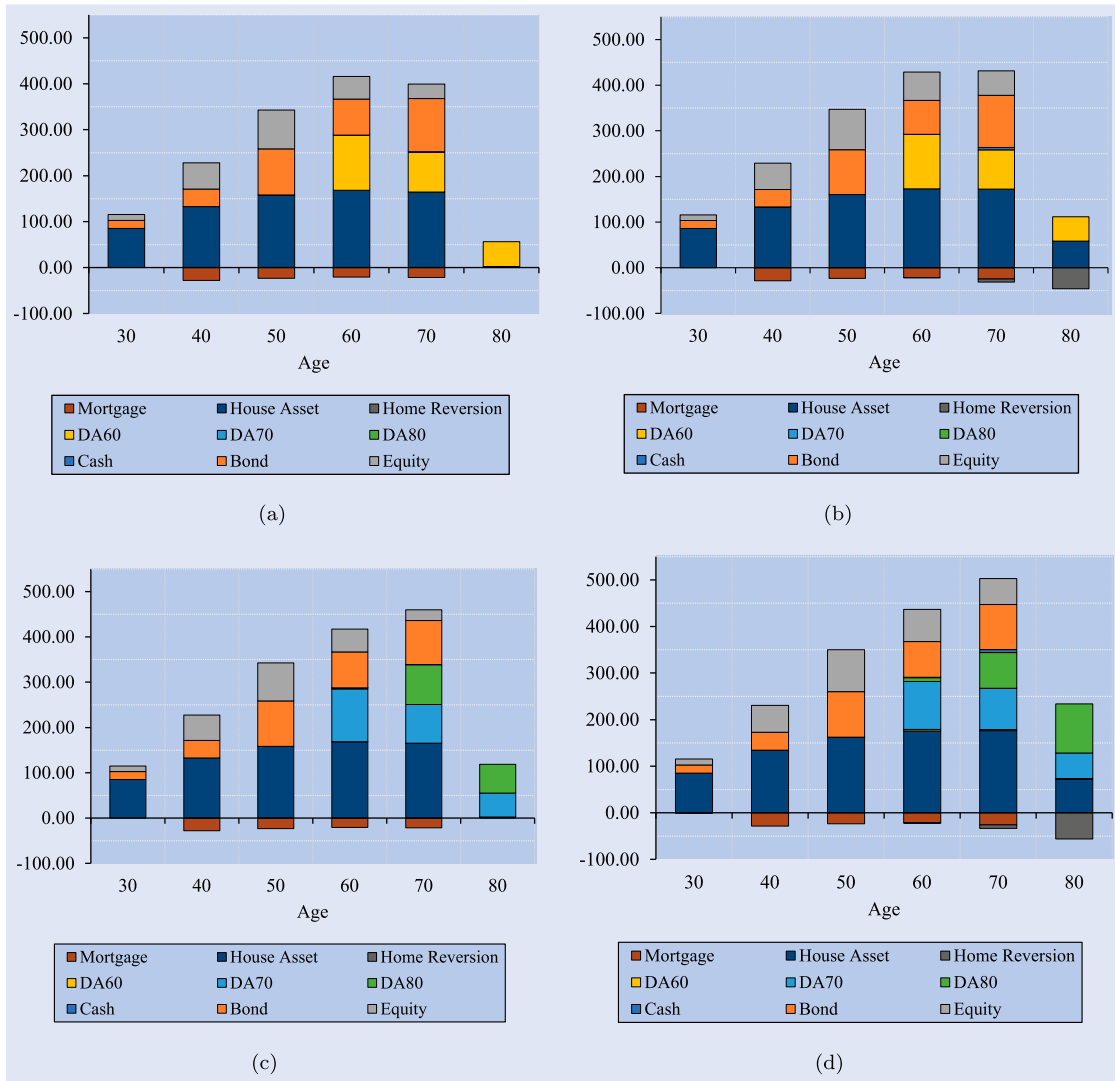 500.00
400.00
300.00
200.00
100.00
0.00
-100.00
30 40 50 60 70 80
Age
Mortgage House Asset Home Reversion
DA60 DA70 DA80
Cash Bond Equity
(a)
500.00
400.00
300.00
200.00
100.00
0.00
-100.00
30 40 50 60 70 80
Age
Mortgage House Asset Home Reversion
DA60 DA70 DA80
Cash Bond Equity
(b)
500.00
400.00
300.00
200.00
100.00
0.00
-100.00
30 40 50 60 70 80
Age
Mortgage House Asset Home Reversion
DA60 DA70 DA80
Cash Bond Equity
(c)
500.00
400.00
300.00
200.00
100.00
0.00
-100.00
30 40 50 60 70 80
Age
Mortgage House Asset Home Reversion
DA60 DA70 DA80
Cash Bond Equity
(d)